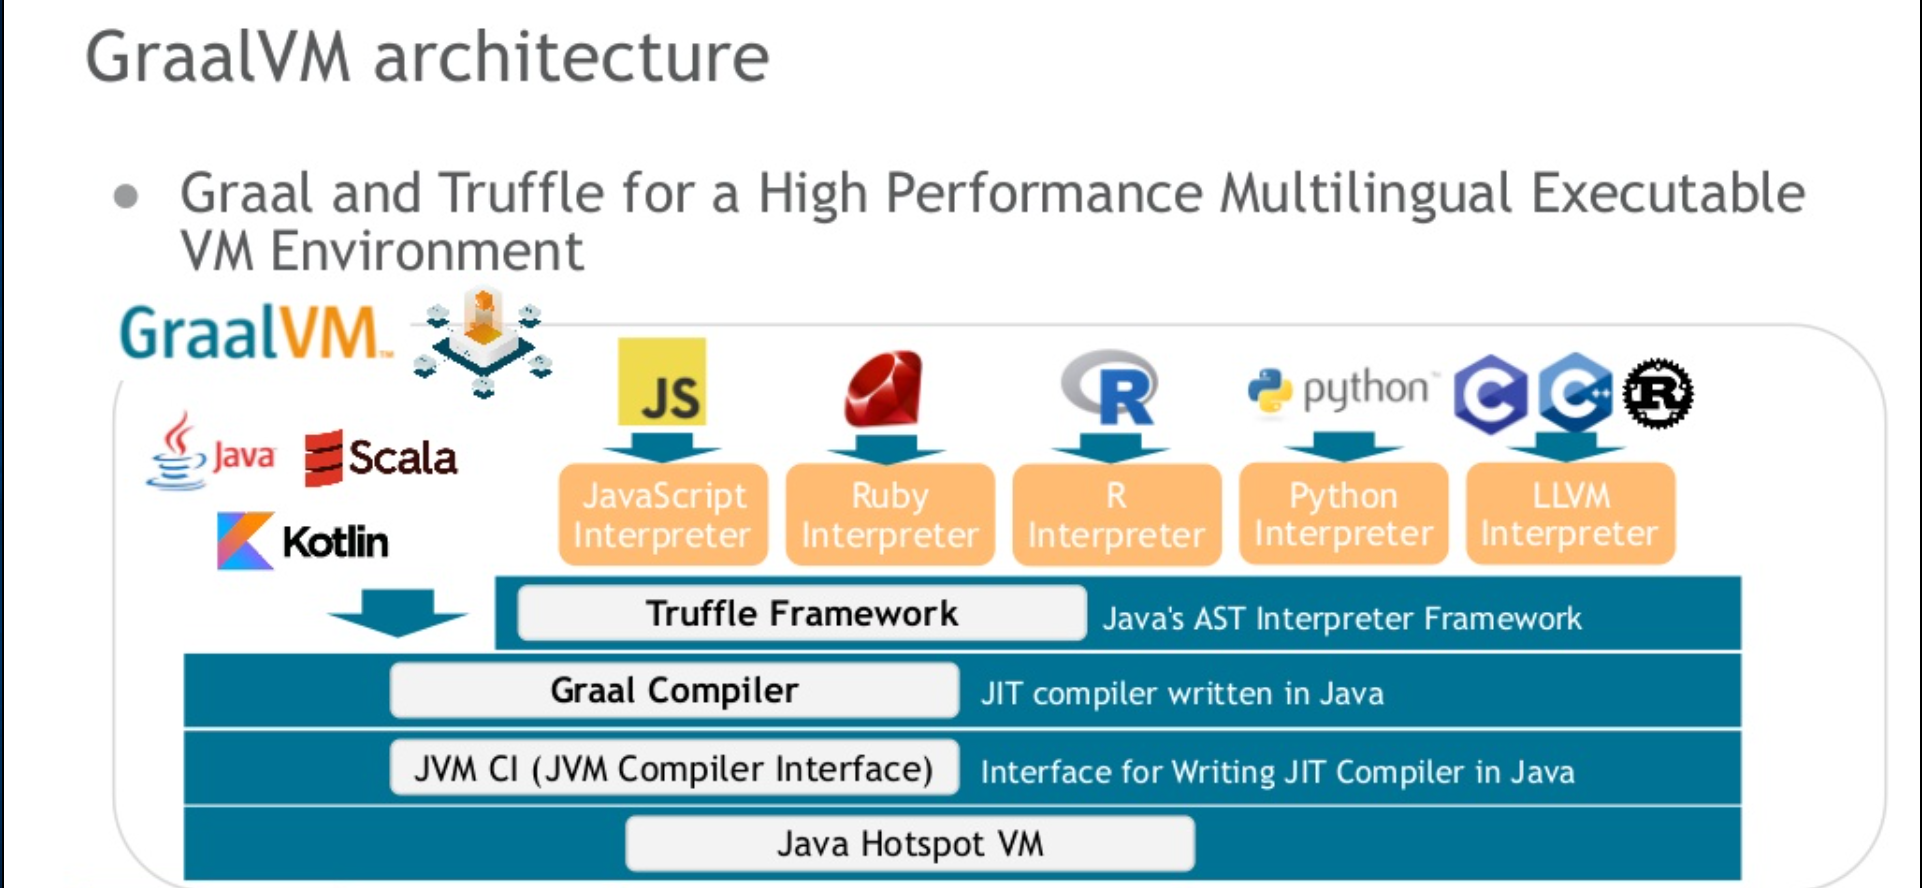 GraalVM architecture
● Graal and Truffle for a High Performance Multilingual Executable
VM Environment
GraalVM™
JS
R
python™
C
C++
R
Java
Scala
Kotlin
JavaScript
Interpreter
Ruby
Interpreter
R
Interpreter
Python
Interpreter
LLVM
Interpreter
Truffle Framework
Java's AST Interpreter Framework
Graal Compiler
JIT compiler written in Java
JVM CI (JVM Compiler Interface)
Interface for Writing JIT Compiler in Java
Java Hotspot VM